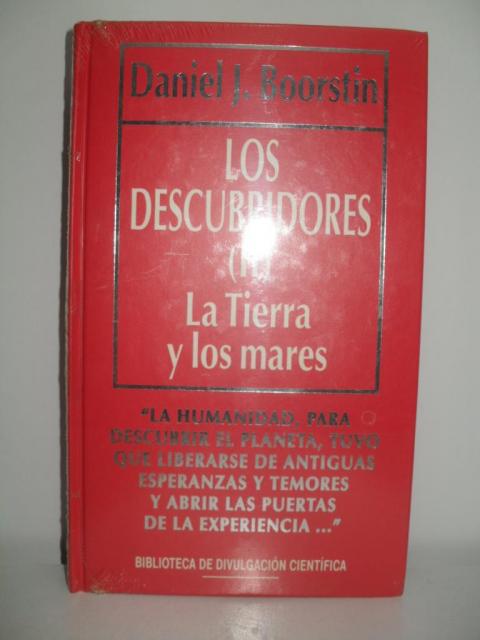 Daniel J. Boorstin
LOS
DESCUBRIDORES
(II)
La Tierra
y los mares
"LA HUMANIDAD, PARA
DESCUBRIR EL PLANETA, TUVO
QUE LIBERARSE DE ANTIGUAS
ESPERANZAS Y TEMORES
Y ABRIR LAS PUERTAS
DE LA EXPERIENCIA ..."
BIBLIOTECA DE DIVULGACIÓN CIENTÍFICA